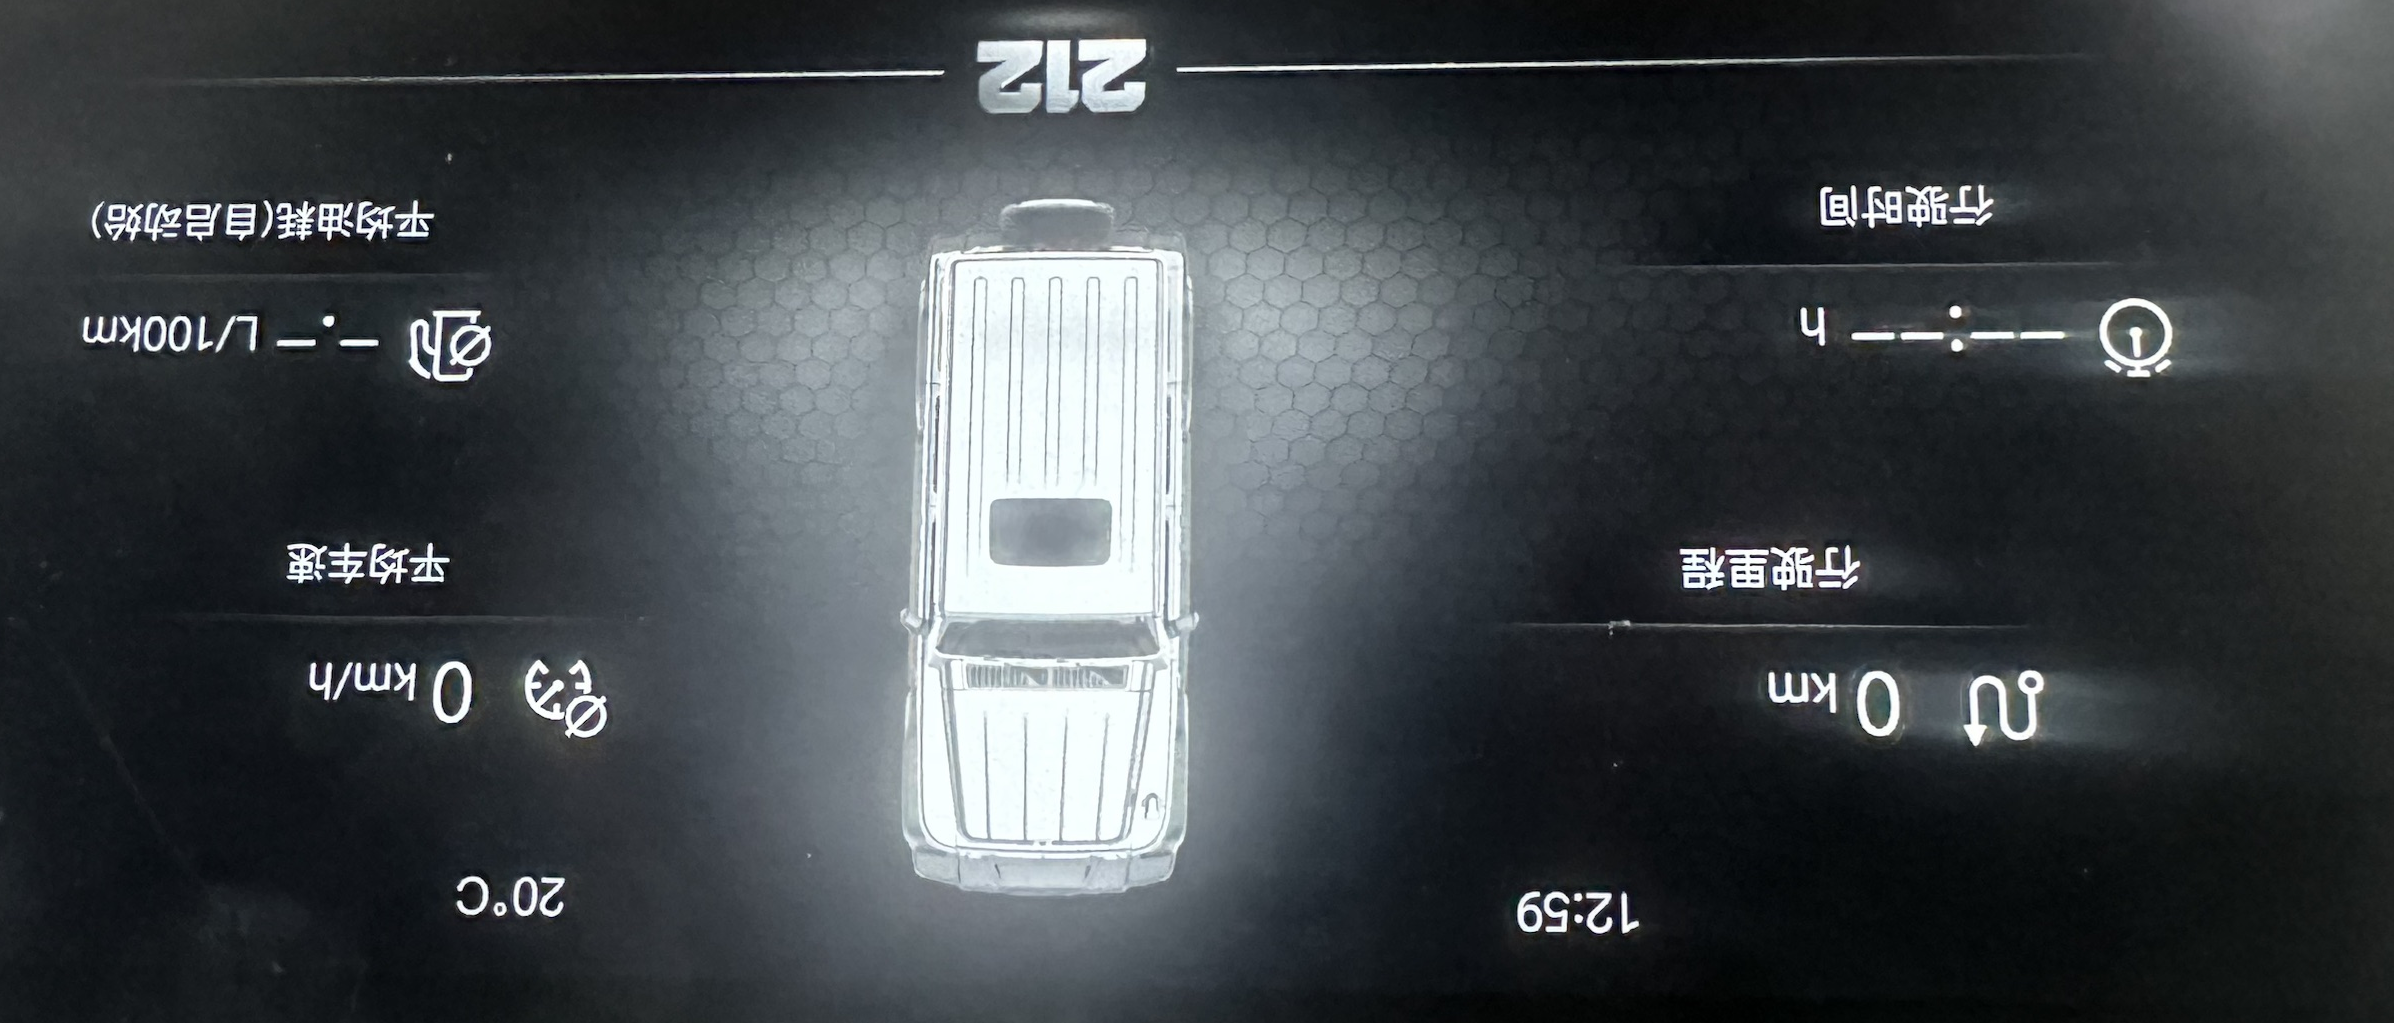 12:59
20°C
0 km
0 km/h
行驶里程
平均车速
--:-- h
-.- L/100km
行驶时间
平均油耗(自启动始)
212